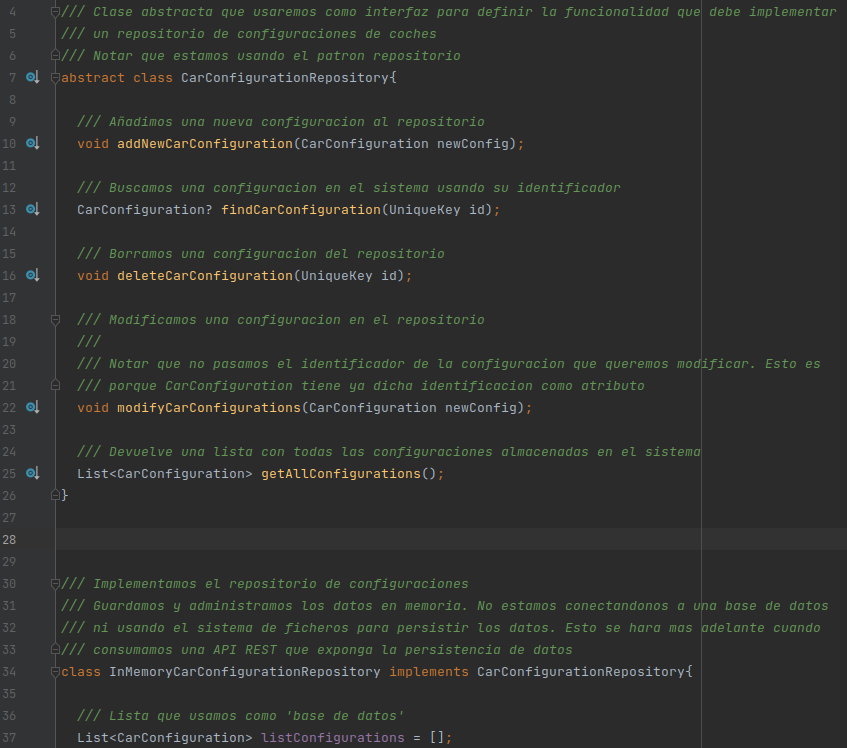 4 /// Clase abstracta que usaremos como interfaz para definir la funcionalidad que debe implementar
5 /// un repositorio de configuraciones de coches
6 /// Notar que estamos usando el patron repositorio
7 abstract class CarConfigurationRepository{
8
9 /// Añadimos una nueva configuracion al repositorio
10 void addNewCarConfiguration(CarConfiguration newConfig);
11
12 /// Buscamos una configuracion en el sistema usando su identificador
13 CarConfiguration? findCarConfiguration(UniqueKey id);
14
15 /// Borramos una configuracion del repositorio
16 void deleteCarConfiguration(UniqueKey id);
17
18 /// Modificamos una configuracion en el repositorio
19 ///
20 /// Notar que no pasamos el identificador de la configuracion que queremos modificar. Esto es
21 /// porque CarConfiguration tiene ya dicha identificacion como atributo
22 void modifyCarConfigurations(CarConfiguration newConfig);
23
24 /// Devuelve una lista con todas las configuraciones almacenadas en el sistema
25 List<CarConfiguration> getAllConfigurations();
26 }
27
28
29
30 /// Implementamos el repositorio de configuraciones
31 /// Guardamos y administramos los datos en memoria. No estamos conectandonos a una base de datos
32 /// ni usando el sistema de ficheros para persistir los datos. Esto se hara mas adelante cuando
33 /// consumamos una API REST que exponga la persistencia de datos
34 class InMemoryCarConfigurationRepository implements CarConfigurationRepository{
35
36 /// Lista que usamos como 'base de datos'
37 List<CarConfiguration> listConfigurations = [];